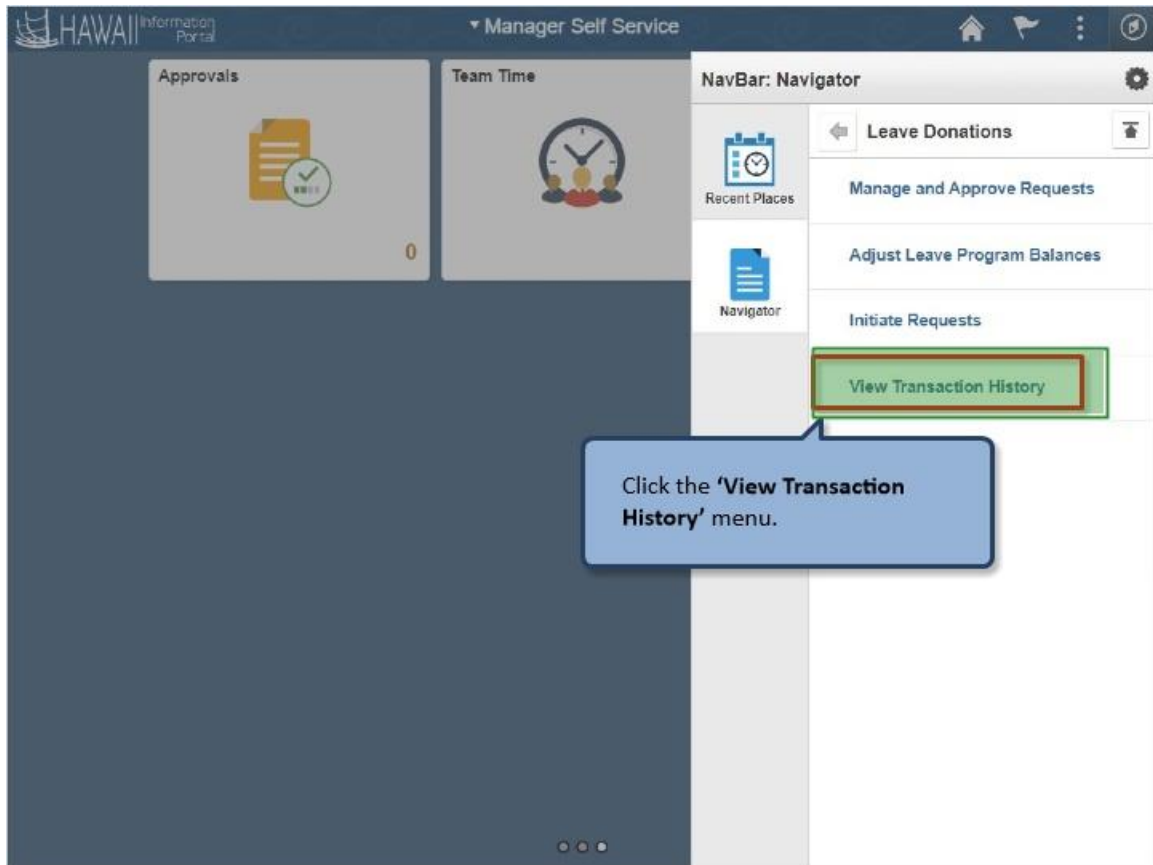 HAWAII Information Portal
▾ Manager Self Service
Approvals
0
Team Time
NavBar: Navigator
Recent Places
Navigator
Leave Donations
Manage and Approve Requests
Adjust Leave Program Balances
Initiate Requests
View Transaction History
Click the ‘View Transaction
History’ menu.